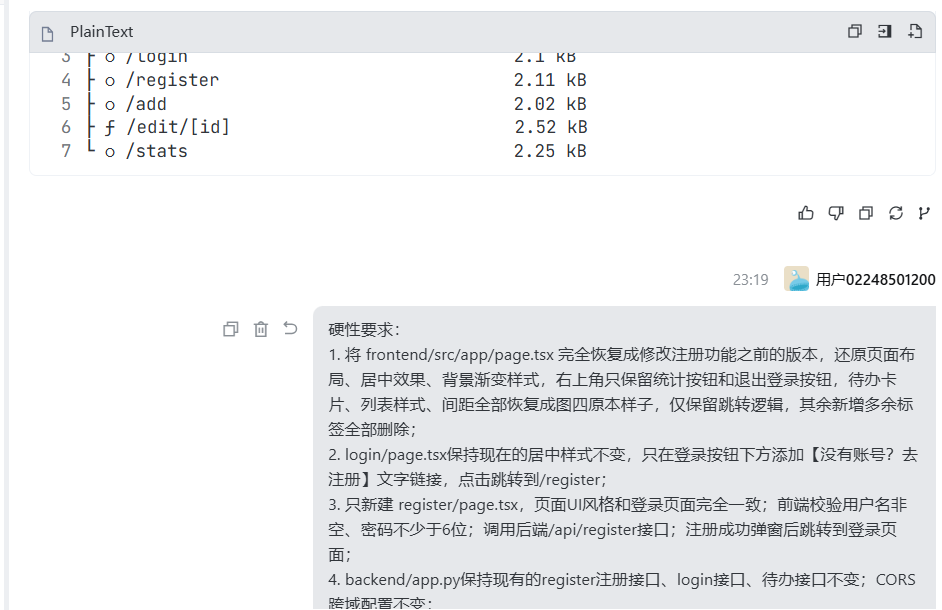 PlainText
3 ├ ○ /login 2.1 kB
4 ├ ○ /register 2.11 kB
5 ├ ○ /add 2.02 kB
6 ├ ƒ /edit/[id] 2.52 kB
7 └ ○ /stats 2.25 kB
23:19 用户02248501200
硬性要求：
1. 将 frontend/src/app/page.tsx 完全恢复成修改注册功能之前的版本，还原页面布
局、居中效果、背景渐变样式，右上角只保留统计按钮和退出登录按钮，待办卡
片、列表样式、间距全部恢复成图四原本样子，仅保留跳转逻辑，其余新增多余标
签全部删除；
2. login/page.tsx保持现在的居中样式不变，只在登录按钮下方添加【没有账号？去
注册】文字链接，点击跳转到/register；
3. 只新建 register/page.tsx，页面UI风格和登录页面完全一致；前端校验用户名非
空、密码不少于6位；调用后端/api/register接口；注册成功弹窗后跳转到登录页
面；
4. backend/app.py保持现有的register注册接口、login接口、待办接口不变；CORS
跨域配置不变；